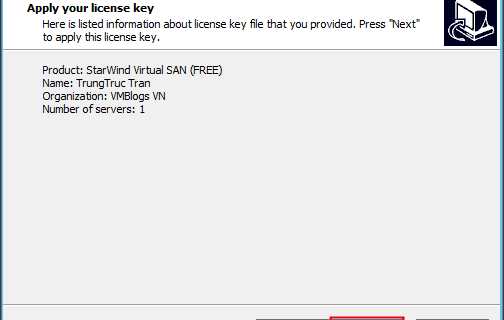 Apply your license key
Here is listed information about license key file that you provided. Press "Next"
to apply this license key.
Product: StarWind Virtual SAN (FREE)
Name: TrungTruc Tran
Organization: VMBlogs VN
Number of servers: 1